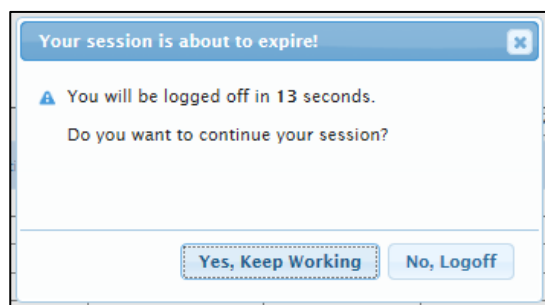 Your session is about to expire!
You will be logged off in 13 seconds.
Do you want to continue your session?
Yes, Keep Working
No, Logoff